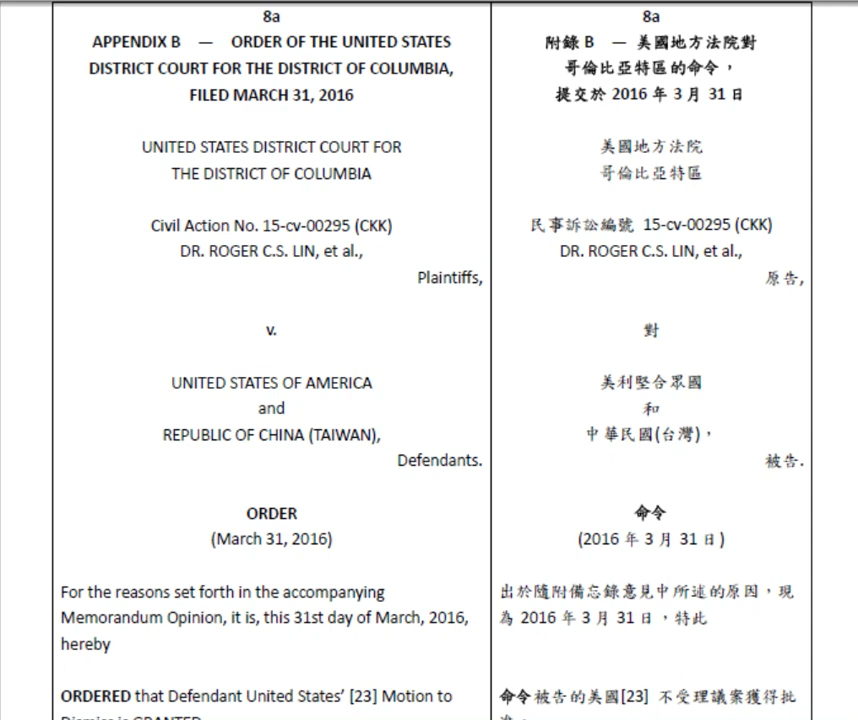 8a
APPENDIX B — ORDER OF THE UNITED STATES
DISTRICT COURT FOR THE DISTRICT OF COLUMBIA,
FILED MARCH 31, 2016
UNITED STATES DISTRICT COURT FOR
THE DISTRICT OF COLUMBIA
Civil Action No. 15-cv-00295 (CKK)
DR. ROGER C.S. LIN, et al.,
Plaintiffs,
v.
UNITED STATES OF AMERICA
and
REPUBLIC OF CHINA (TAIWAN),
Defendants.
ORDER
(March 31, 2016)
For the reasons set forth in the accompanying
Memorandum Opinion, it is, this 31st day of March, 2016,
hereby
ORDERED that Defendant United States’ [23] Motion to
Dismiss is GRANTED
8a
附錄 B — 美國地方法院對
哥倫比亞特區的命令，
提交於 2016 年 3 月 31 日
美國地方法院
哥倫比亞特區
民事訴訟編號 15-cv-00295 (CKK)
DR. ROGER C.S. LIN, et al.,
原告,
對
美利堅合眾國
和
中華民國(台灣)，
被告.
命令
(2016 年 3 月 31 日)
出於隨附備忘錄意見中所述的原因，現
為 2016 年 3 月 31 日，特此
命令被告的美國[23] 不受理議案獲得批
准，